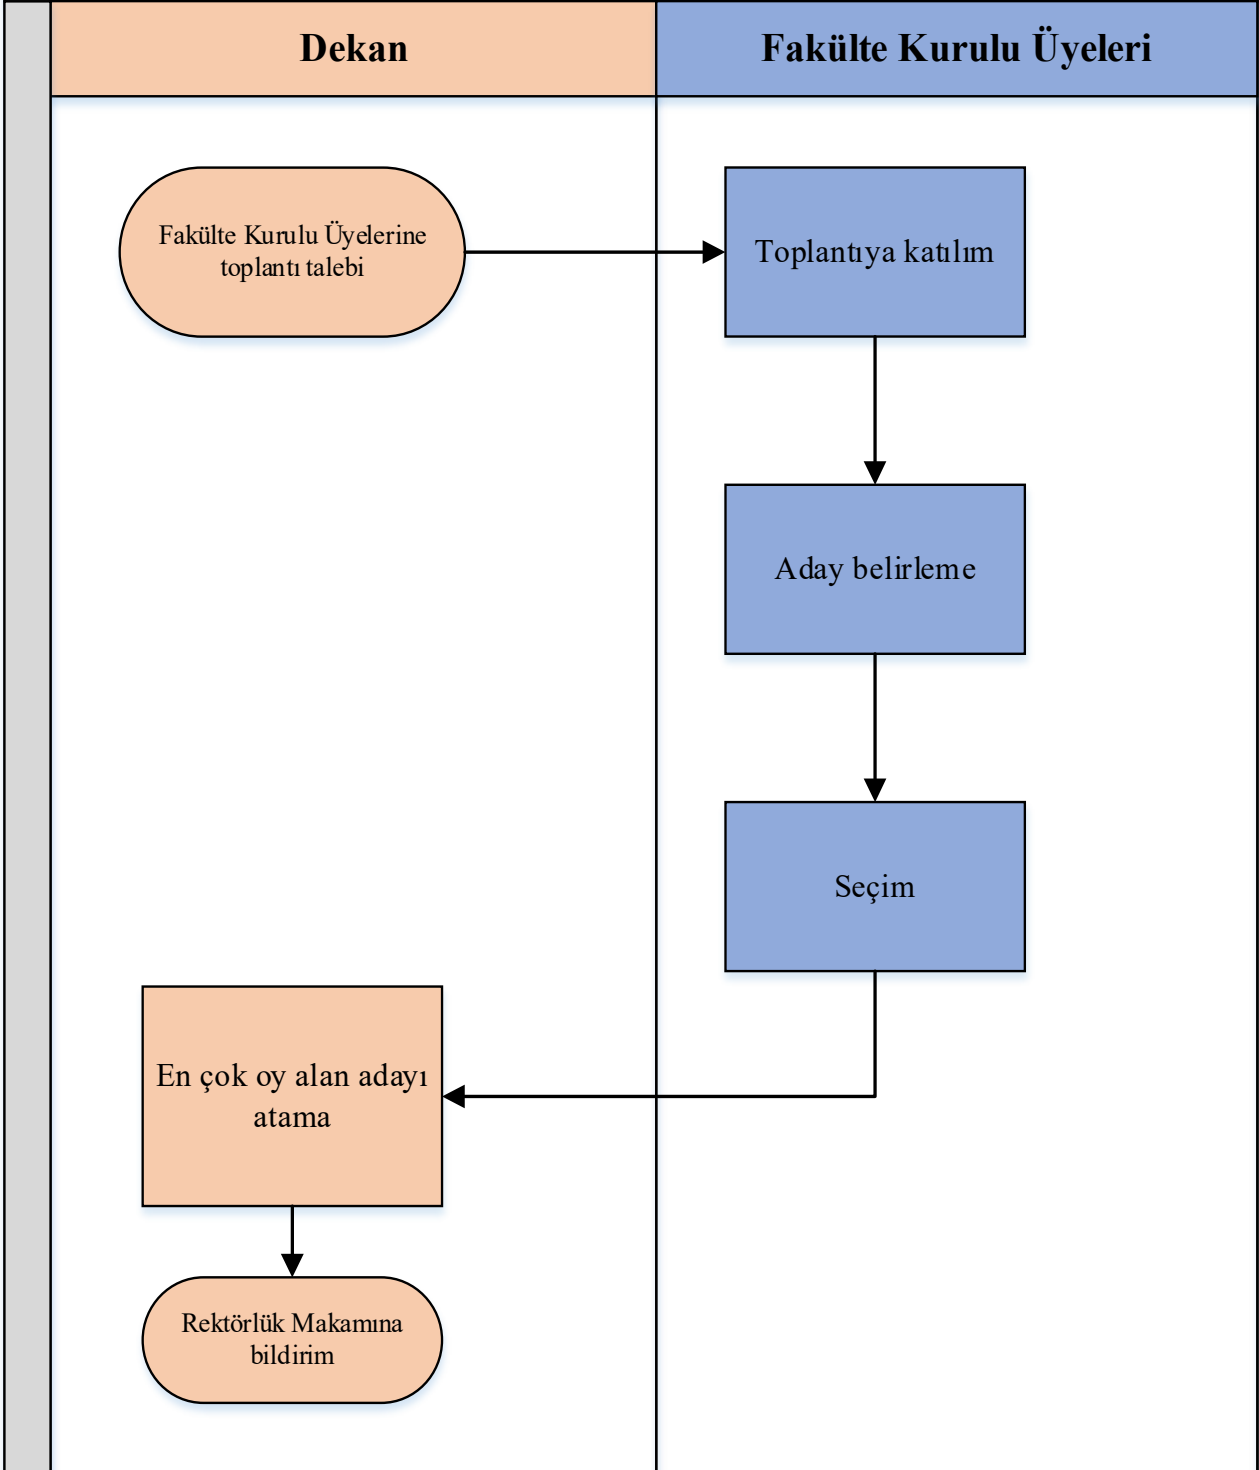 Dekan
Fakülte Kurulu Üyeleri
Fakülte Kurulu Üyelerine
toplantı talebi
Toplantıya katılım
Aday belirleme
Seçim
En çok oy alan adayı
atama
Rektörlük Makamına
bildirim